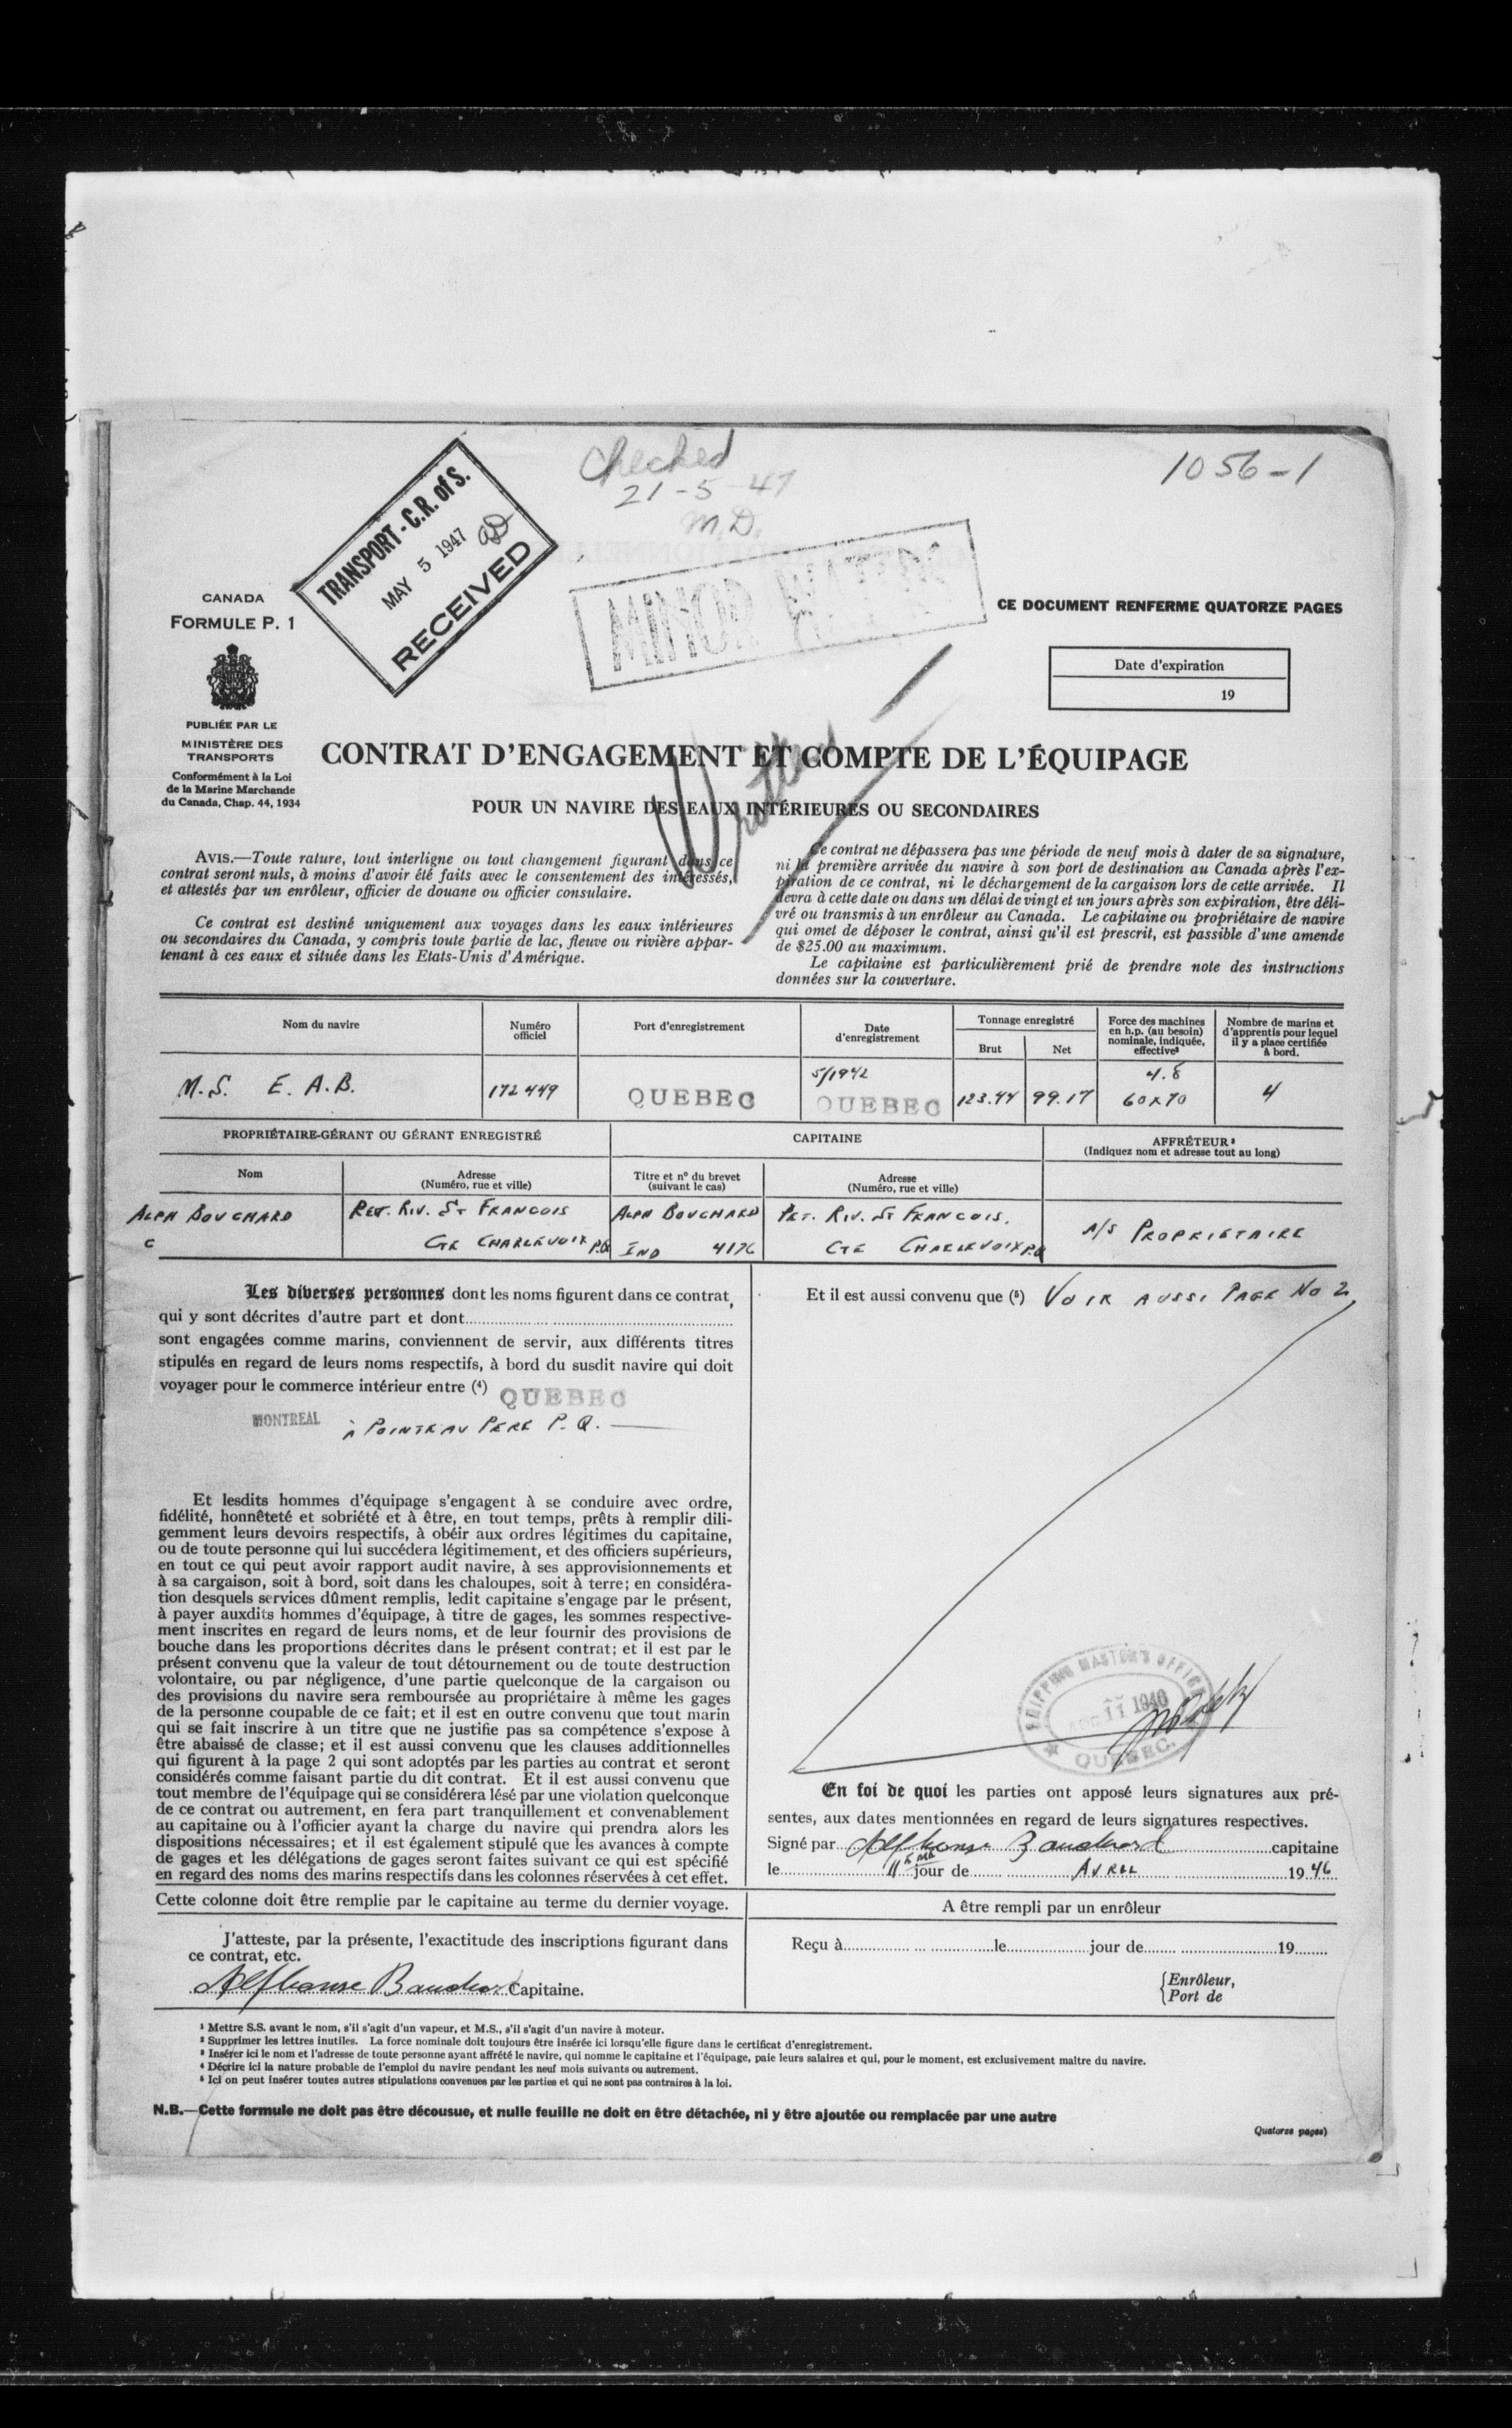 Checked
21-5-47
M.D.
1056-1
TRANSPORT - C.R. of S.
MAY 5 1947
RECEIVED
MINOR WATERS
CANADA
FORMULE P. 1
CE DOCUMENT RENFERME QUATORZE PAGES
Date d'expiration
19
PUBLIÉE PAR LE
MINISTÈRE DES
TRANSPORTS
Conformément à la Loi
de la Marine Marchande
du Canada, Chap. 44, 1934
CONTRAT D'ENGAGEMENT ET COMPTE DE L'ÉQUIPAGE
POUR UN NAVIRE DES EAUX INTÉRIEURES OU SECONDAIRES
AVIS.—Toute rature, tout interligne ou tout changement figurant dans ce
contrat seront nuls, à moins d'avoir été faits avec le consentement des intéressés,
et attestés par un enrôleur, officier de douane ou officier consulaire.
Ce contrat est destiné uniquement aux voyages dans les eaux intérieures
ou secondaires du Canada, y compris toute partie de lac, fleuve ou rivière appar-
tenant à ces eaux et située dans les Etats-Unis d'Amérique.
Ce contrat ne dépassera pas une période de neuf mois à dater de sa signature,
ni la première arrivée du navire à son port de destination au Canada après l'ex-
piration de ce contrat, ni le déchargement de la cargaison lors de cette arrivée. Il
devra à cette date ou dans un délai de vingt et un jours après son expiration, être déli-
vré ou transmis à un enrôleur au Canada. Le capitaine ou propriétaire de navire
qui omet de déposer le contrat, ainsi qu'il est prescrit, est passible d'une amende
de $25.00 au maximum.
Le capitaine est particulièrement prié de prendre note des instructions
données sur la couverture.
Nom du navire
Numéro
officiel
Port d'enregistrement
Date
d'enregistrement
Tonnage enregistré
Brut
Net
Force des machines
en h.p. (au besoin)
nominale, indiquée,
effective²
Nombre de marins et
d'apprentis pour lequel
il y a place certifiée
à bord.
M.S. E.A.B.
172449
QUEBEC
5/1942
QUEBEC
123.44
99.17
4.8
60x70
4
PROPRIÉTAIRE-GÉRANT OU GÉRANT ENREGISTRÉ
CAPITAINE
AFFRÉTEUR³
(Indiquez nom et adresse tout au long)
Nom
Adresse
(Numéro, rue et ville)
Titre et nº du brevet
(suivant le cas)
Adresse
(Numéro, rue et ville)
ALPH BOUCHARD
PET. RIV. ST FRANCOIS
CTE CHARLEVOIX P.Q
ALPH BOUCHARD
IND 4176
PET. RIV. ST FRANCOIS.
CTE CHARLEVOIX P.Q
A/S PROPRIETAIRE
Les diverses personnes dont les noms figurent dans ce contrat,
qui y sont décrites d'autre part et dont
sont engagées comme marins, conviennent de servir, aux différents titres
stipulés en regard de leurs noms respectifs, à bord du susdit navire qui doit
voyager pour le commerce intérieur entre (⁴) QUEBEC
MONTREAL À POINTE AU PERE P.Q.
Et lesdits hommes d'équipage s'engagent à se conduire avec ordre,
fidélité, honnêteté et sobriété et à être, en tout temps, prêts à remplir dili-
gemment leurs devoirs respectifs, à obéir aux ordres légitimes du capitaine,
ou de toute personne qui lui succédera légitimement, et des officiers supérieurs,
en tout ce qui peut avoir rapport audit navire, à ses approvisionnements et
à sa cargaison, soit à bord, soit dans les chaloupes, soit à terre; en considéra-
tion desquels services dûment remplis, ledit capitaine s'engage par le présent,
à payer auxdits hommes d'équipage, à titre de gages, les sommes respective-
ment inscrites en regard de leurs noms, et de leur fournir des provisions de
bouche dans les proportions décrites dans le présent contrat; et il est par le
présent convenu que la valeur de tout détournement ou de toute destruction
volontaire, ou par négligence, d'une partie quelconque de la cargaison ou
des provisions du navire sera remboursée au propriétaire à même les gages
de la personne coupable de ce fait; et il est en outre convenu que tout marin
qui se fait inscrire à un titre que ne justifie pas sa compétence s'expose à
être abaissé de classe; et il est aussi convenu que les clauses additionnelles
qui figurent à la page 2 qui sont adoptés par les parties au contrat et seront
considérés comme faisant partie du dit contrat. Et il est aussi convenu que
tout membre de l'équipage qui se considérera lésé par une violation quelconque
de ce contrat ou autrement, en fera part tranquillement et convenablement
au capitaine ou à l'officier ayant la charge du navire qui prendra alors les
dispositions nécessaires; et il est également stipulé que les avances à compte
de gages et les délégations de gages seront faites suivant ce qui est spécifié
en regard des noms des marins respectifs dans les colonnes réservées à cet effet.
Et il est aussi convenu que (⁵) VOIR AUSSI PAGE No 2
SHIPPING MASTER'S OFFICE
QUEBEC.
En foi de quoi les parties ont apposé leurs signatures aux pré-
sentes, aux dates mentionnées en regard de leurs signatures respectives.
Signé par Alphonse Bouchard capitaine
le 11 ième jour de AVRIL 1946
Cette colonne doit être remplie par le capitaine au terme du dernier voyage.
J'atteste, par la présente, l'exactitude des inscriptions figurant dans
ce contrat, etc.
Alphonse Bouchard Capitaine.
A être rempli par un enrôleur
Reçu à le jour de 19
Enrôleur,
Port de
¹ Mettre S.S. avant le nom, s'il s'agit d'un vapeur, et M.S., s'il s'agit d'un navire à moteur.
² Supprimer les lettres inutiles. La force nominale doit toujours être insérée ici lorsqu'elle figure dans le certificat d'enregistrement.
³ Insérer ici le nom et l'adresse de toute personne ayant affrété le navire, qui nomme le capitaine et l'équipage, paie leurs salaires et qui, pour le moment, est exclusivement maître du navire.
⁴ Décrire ici la nature probable de l'emploi du navire pendant les neuf mois suivants ou autrement.
⁵ Ici on peut insérer toutes autres stipulations convenues par les parties et qui ne sont pas contraires à la loi.
N.B.—Cette formule ne doit pas être décousue, et nulle feuille ne doit en être détachée, ni y être ajoutée ou remplacée par une autre
Quatorze pages)